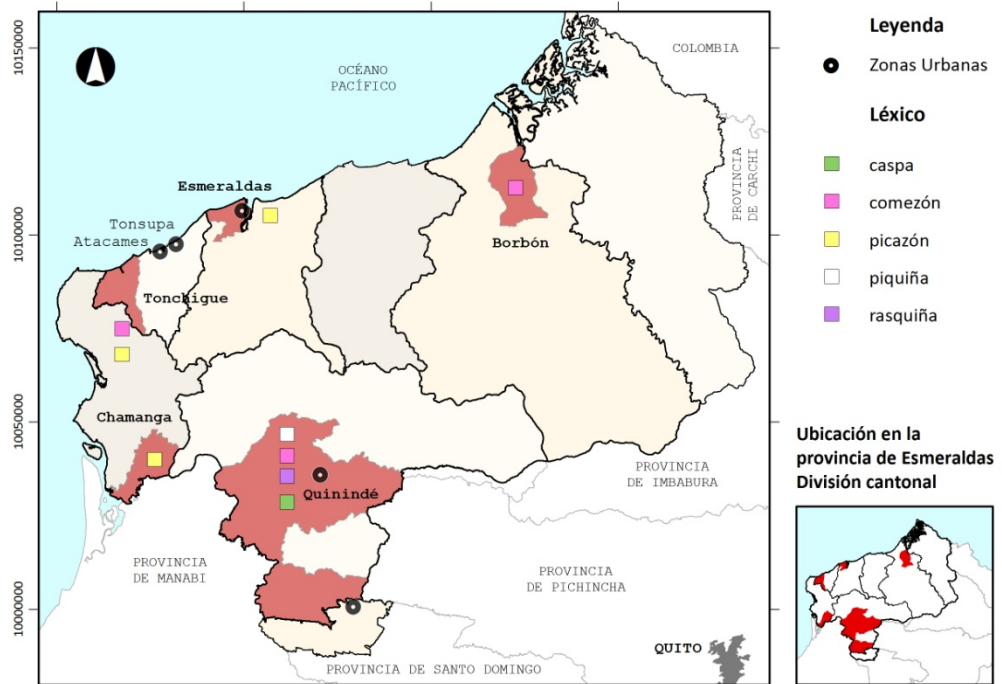 COLOMBIA
OCÉANO
PACÍFICO
PROVINCIA
DE CARCHI
Esmeraldas
Tonsupa
Atacames
Borbón
Tonchigue
Chamanga
Quinindé
PROVINCIA
DE IMBABURA
PROVINCIA
DE MANABI
PROVINCIA
DE PICHINCHA
QUITO
PROVINCIA DE SANTO DOMINGO
10150000
10100000
10050000
10000000
Leyenda
Zonas Urbanas
Léxico
caspa
comezón
picazón
piquiña
rasquiña
Ubicación en la
provincia de Esmeraldas
División cantonal